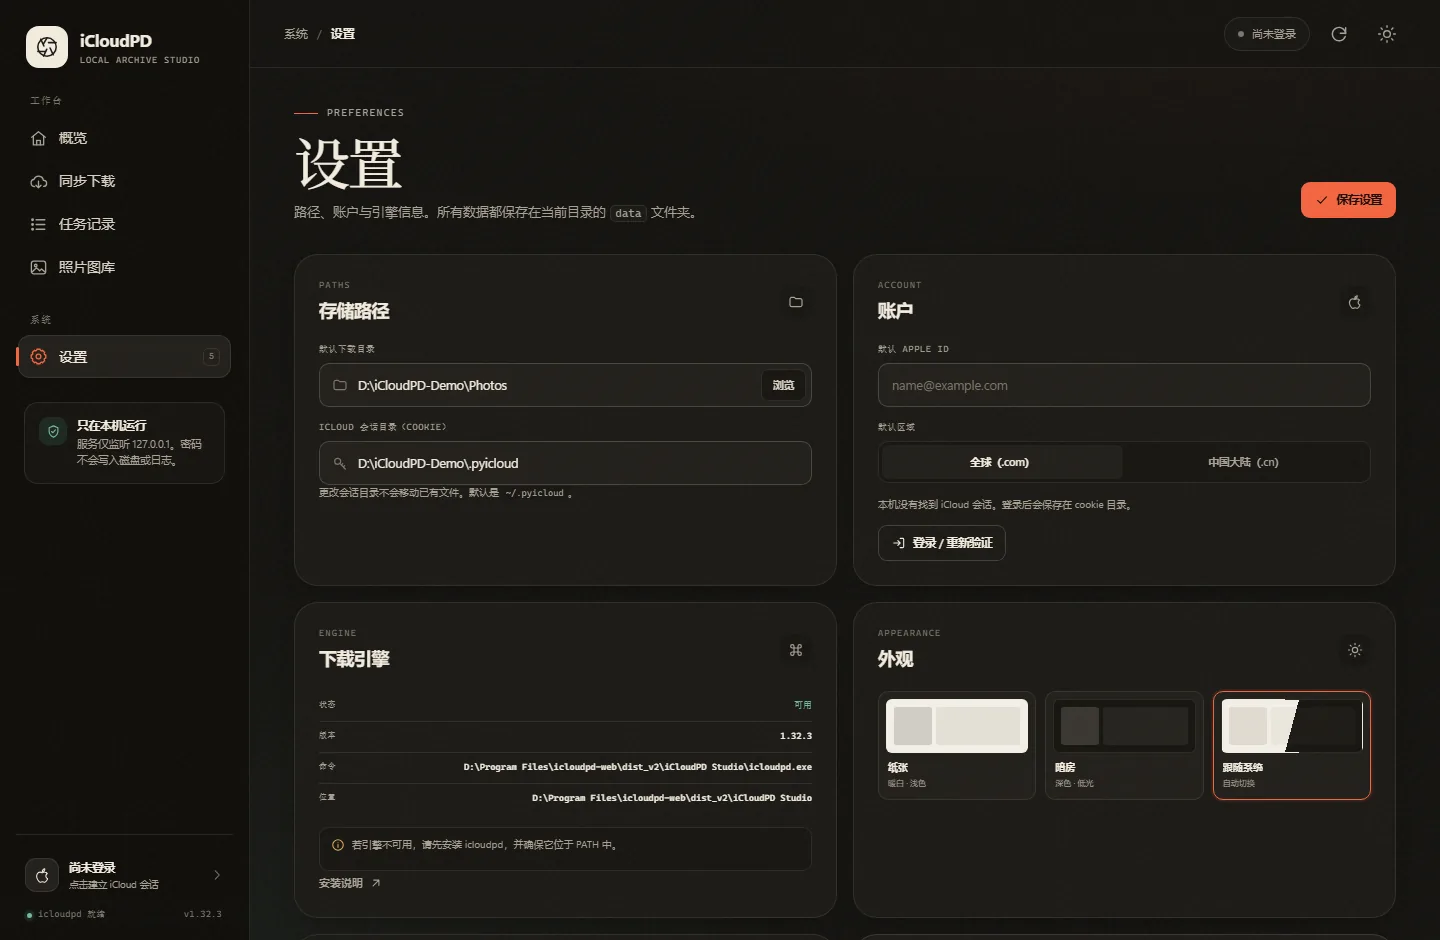 iCloudPD
LOCAL ARCHIVE STUDIO
工作台
概览
同步下载
任务记录
照片图库
系统
设置 5
只在本机运行
服务仅监听 127.0.0.1。密码
不会写入磁盘或日志。
尚未登录
点击建立 iCloud 会话
icloudpd 就绪 v1.32.3
系统 / 设置
尚未登录
PREFERENCES
设置
路径、账户与引擎信息。所有数据都保存在当前目录的 data 文件夹。
保存设置
PATHS
存储路径
默认下载目录
D:\iCloudPD-Demo\Photos 浏览
ICLOUD 会话目录（COOKIE）
D:\iCloudPD-Demo\.pyicloud
更改会话目录不会移动已有文件。默认是 ~/.pyicloud 。
ACCOUNT
账户
默认 APPLE ID
name@example.com
默认区域
全球（.com） 中国大陆（.cn）
本机没有找到 iCloud 会话。登录后会保存在 cookie 目录。
登录 / 重新验证
ENGINE
下载引擎
状态 可用
版本 1.32.3
命令 D:\Program Files\icloudpd-web\dist_v2\iCloudPD Studio\icloudpd.exe
位置 D:\Program Files\icloudpd-web\dist_v2\iCloudPD Studio
若引擎不可用，请先安装 icloudpd，并确保它位于 PATH 中。
安装说明
APPEARANCE
外观
纸张
暖白 · 浅色
暗房
深色 · 低光
跟随系统
自动切换